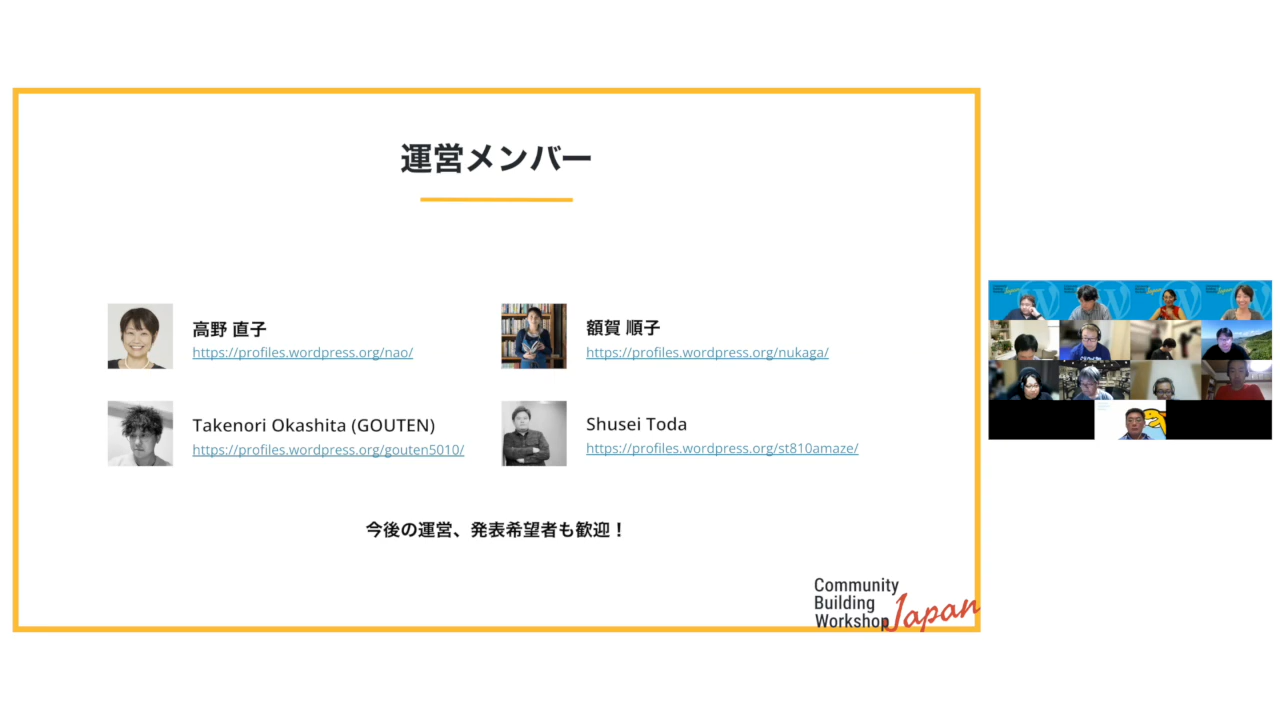 運営メンバー
高野 直子
https://profiles.wordpress.org/nao/
額賀 順子
https://profiles.wordpress.org/nukaga/
Takenori Okashita (GOUTEN)
https://profiles.wordpress.org/gouten5010/
Shusei Toda
https://profiles.wordpress.org/st810amaze/
今後の運営、発表希望者も歓迎！
Community
Building
Workshop
Japan